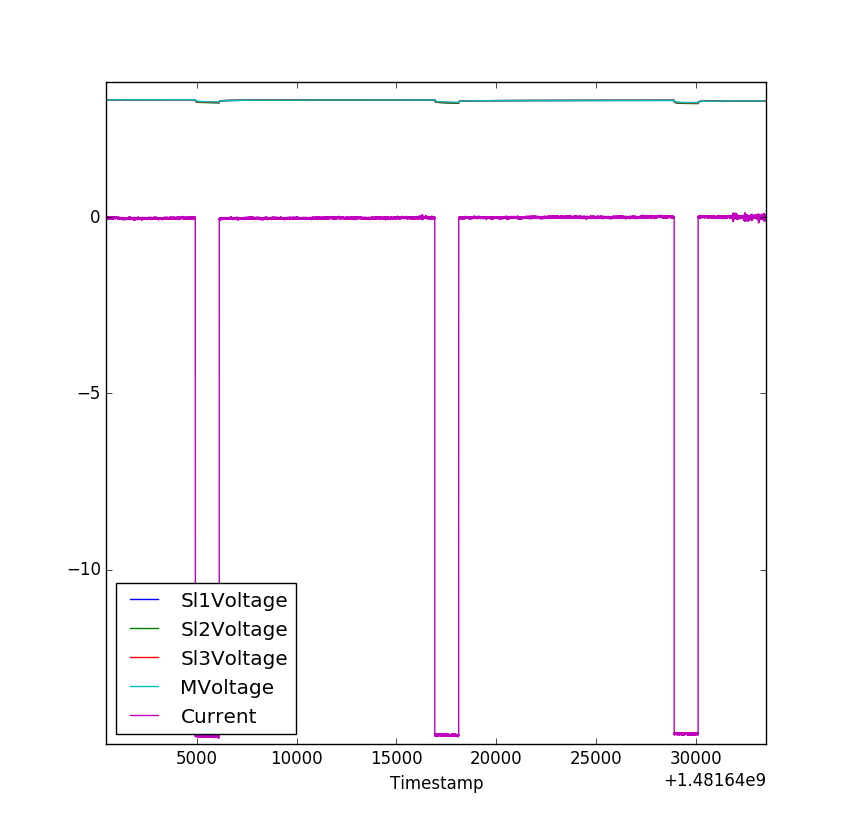 0
−5
−10
Sl1Voltage
Sl2Voltage
Sl3Voltage
MVoltage
Current
5000 10000 15000 20000 25000 30000
Timestamp +1.48164e9